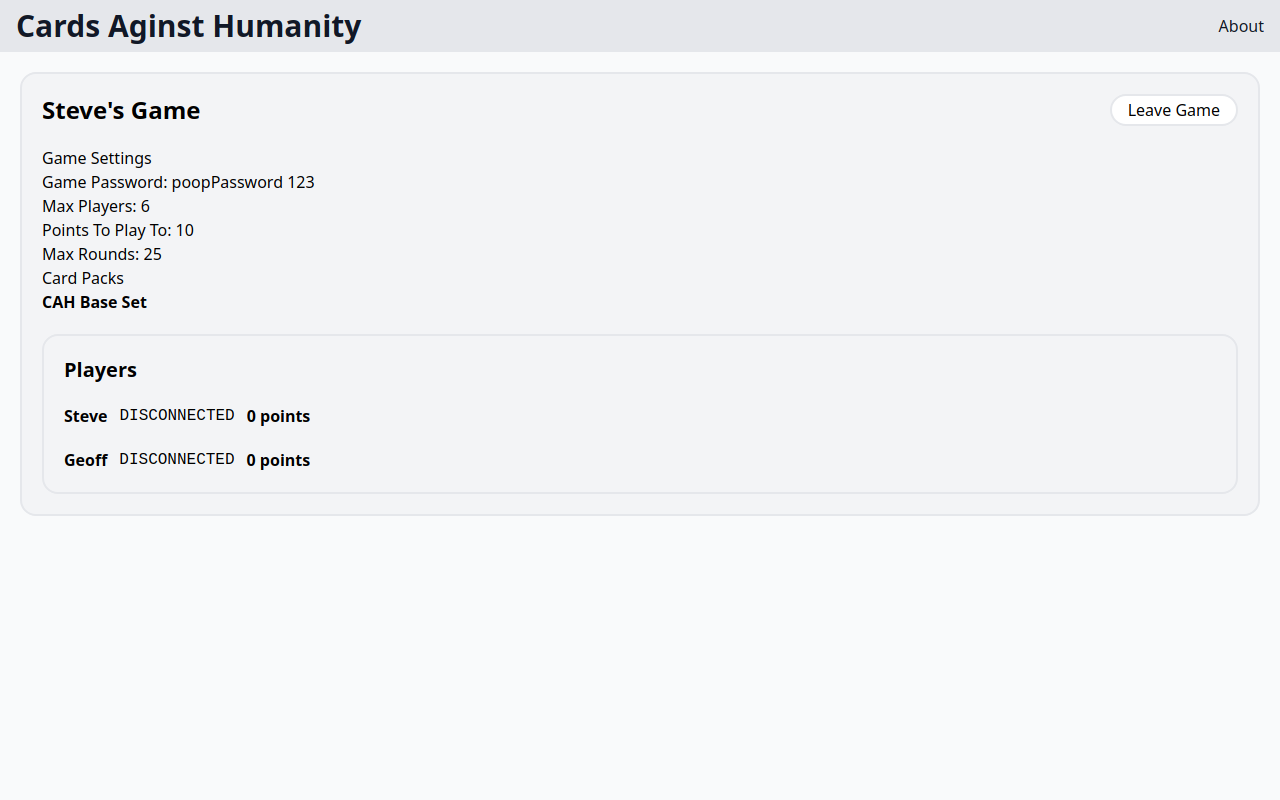 Cards Aginst Humanity
About
Steve's Game
Leave Game
Game Settings
Game Password: poopPassword 123
Max Players: 6
Points To Play To: 10
Max Rounds: 25
Card Packs
CAH Base Set
Players
Steve DISCONNECTED 0 points
Geoff DISCONNECTED 0 points